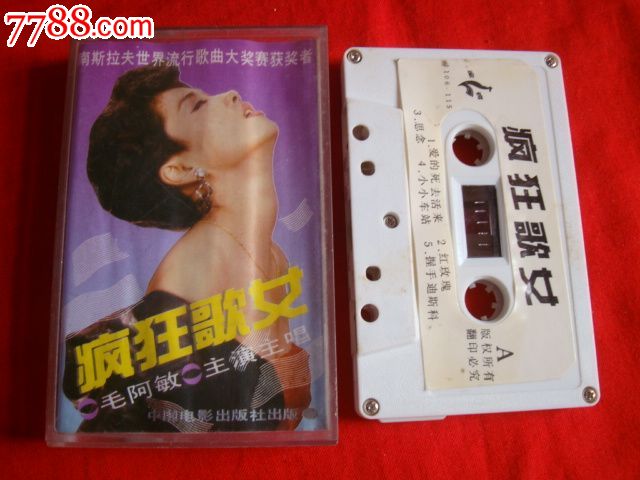 7788.com
南斯拉夫世界流行歌曲大奖赛获奖者
疯狂歌女
毛阿敏 主演主唱
中国电影出版社出版
疯狂歌女
1.爱的死去活来 2.红玫瑰
3.思念 4.小小车站 5.握手迪斯科.
A
版权所有
翻印必究